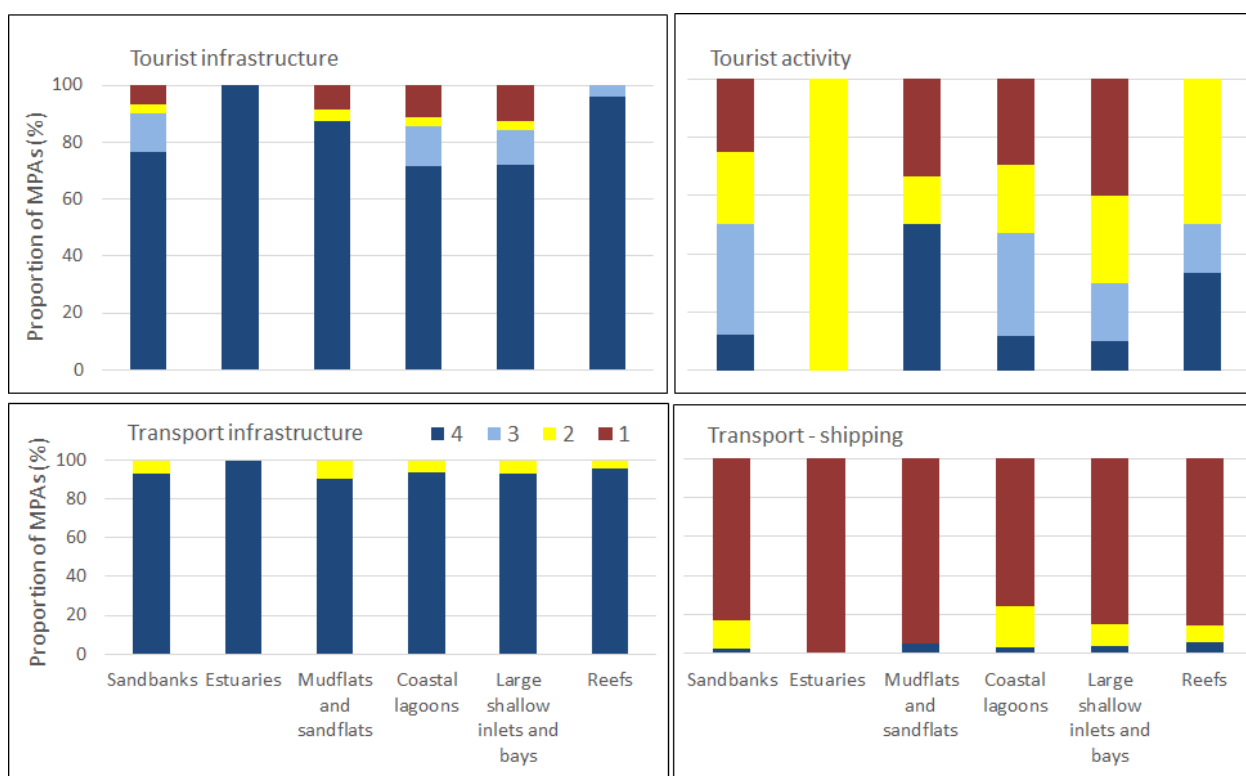 Tourist infrastructure
Proportion of MPAs (%)
100
80
60
40
20
0
Tourist activity
Transport infrastructure
4 3 2 1
Proportion of MPAs (%)
100
80
60
40
20
0
Sandbanks
Estuaries
Mudflats
and
sandflats
Coastal
lagoons
Large
shallow
inlets and
bays
Reefs
Transport - shipping
Sandbanks
Estuaries
Mudflats
and
sandflats
Coastal
lagoons
Large
shallow
inlets and
bays
Reefs